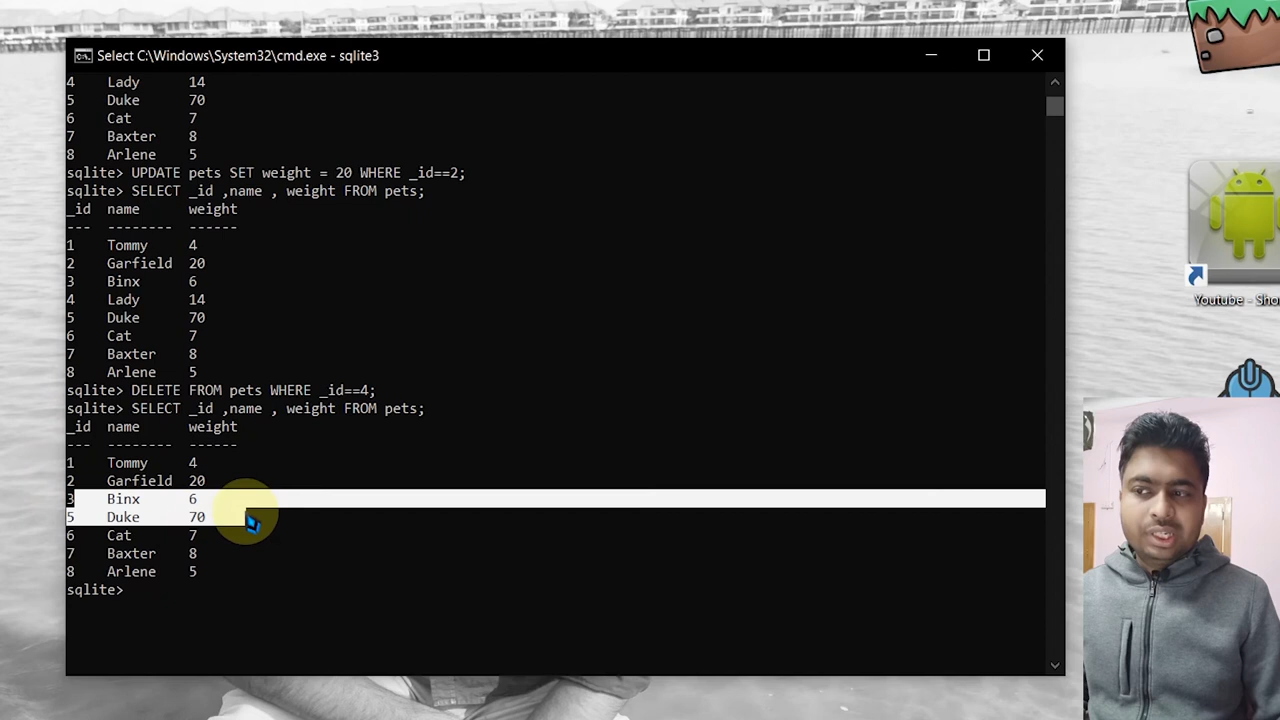 Select C:\Windows\System32\cmd.exe - sqlite3
4 Lady 14
5 Duke 70
6 Cat 7
7 Baxter 8
8 Arlene 5
sqlite> UPDATE pets SET weight = 20 WHERE _id==2;
sqlite> SELECT _id ,name , weight FROM pets;
_id name weight
--- -------- ------
1 Tommy 4
2 Garfield 20
3 Binx 6
4 Lady 14
5 Duke 70
6 Cat 7
7 Baxter 8
8 Arlene 5
sqlite> DELETE FROM pets WHERE _id==4;
sqlite> SELECT _id ,name , weight FROM pets;
_id name weight
--- -------- ------
1 Tommy 4
2 Garfield 20
3 Binx 6
5 Duke 70
6 Cat 7
7 Baxter 8
8 Arlene 5
sqlite>
Youtube - Sho